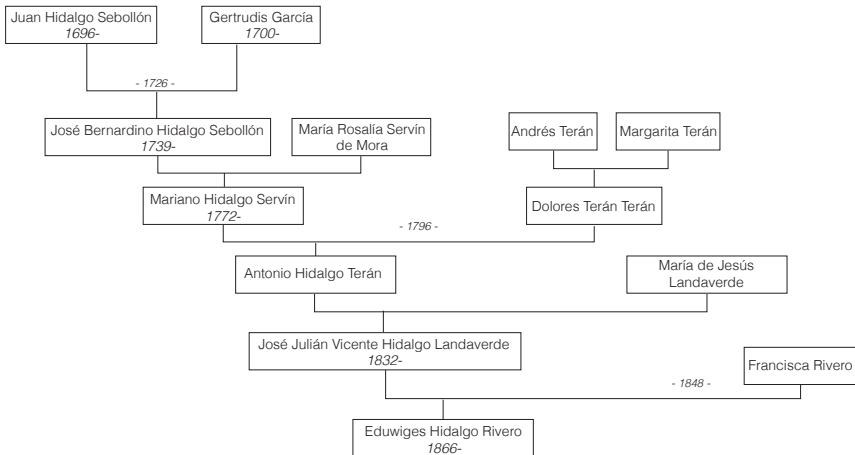 Juan Hidalgo Sebollón
1696-
Gertrudis García
1700-
- 1726 -
José Bernardino Hidalgo Sebollón
1739-
María Rosalía Servín
de Mora
Andrés Terán
Margarita Terán
Mariano Hidalgo Servín
1772-
Dolores Terán Terán
- 1796 -
Antonio Hidalgo Terán
María de Jesús
Landaverde
José Julián Vicente Hidalgo Landaverde
1832-
Francisca Rivero
- 1848 -
Eduwiges Hidalgo Rivero
1866-